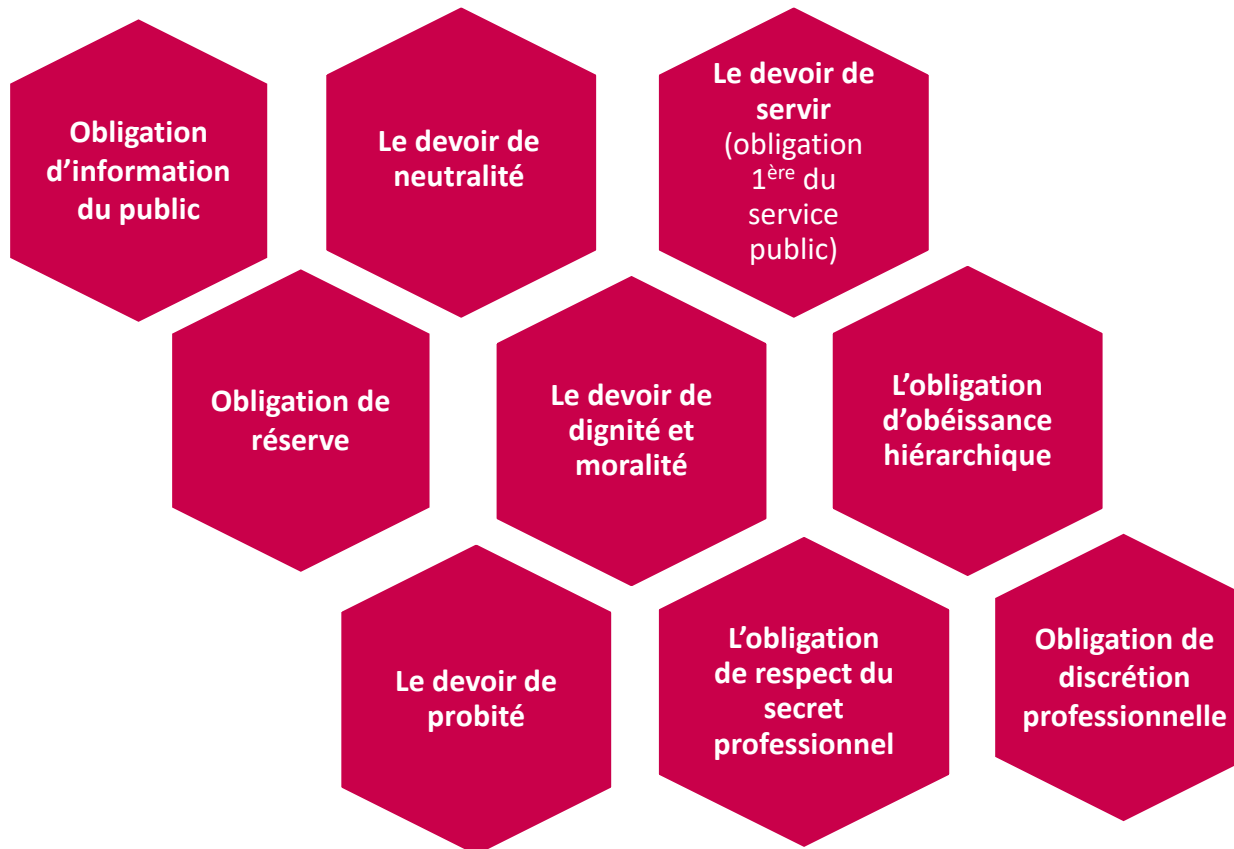 Obligation
d’information
du public
Le devoir de
neutralité
Le devoir de
servir
(obligation
1ère du
service
public)
Obligation de
réserve
Le devoir de
dignité et
moralité
L’obligation
d’obéissance
hiérarchique
Le devoir de
probité
L’obligation
de respect du
secret
professionnel
Obligation de
discrétion
professionnelle